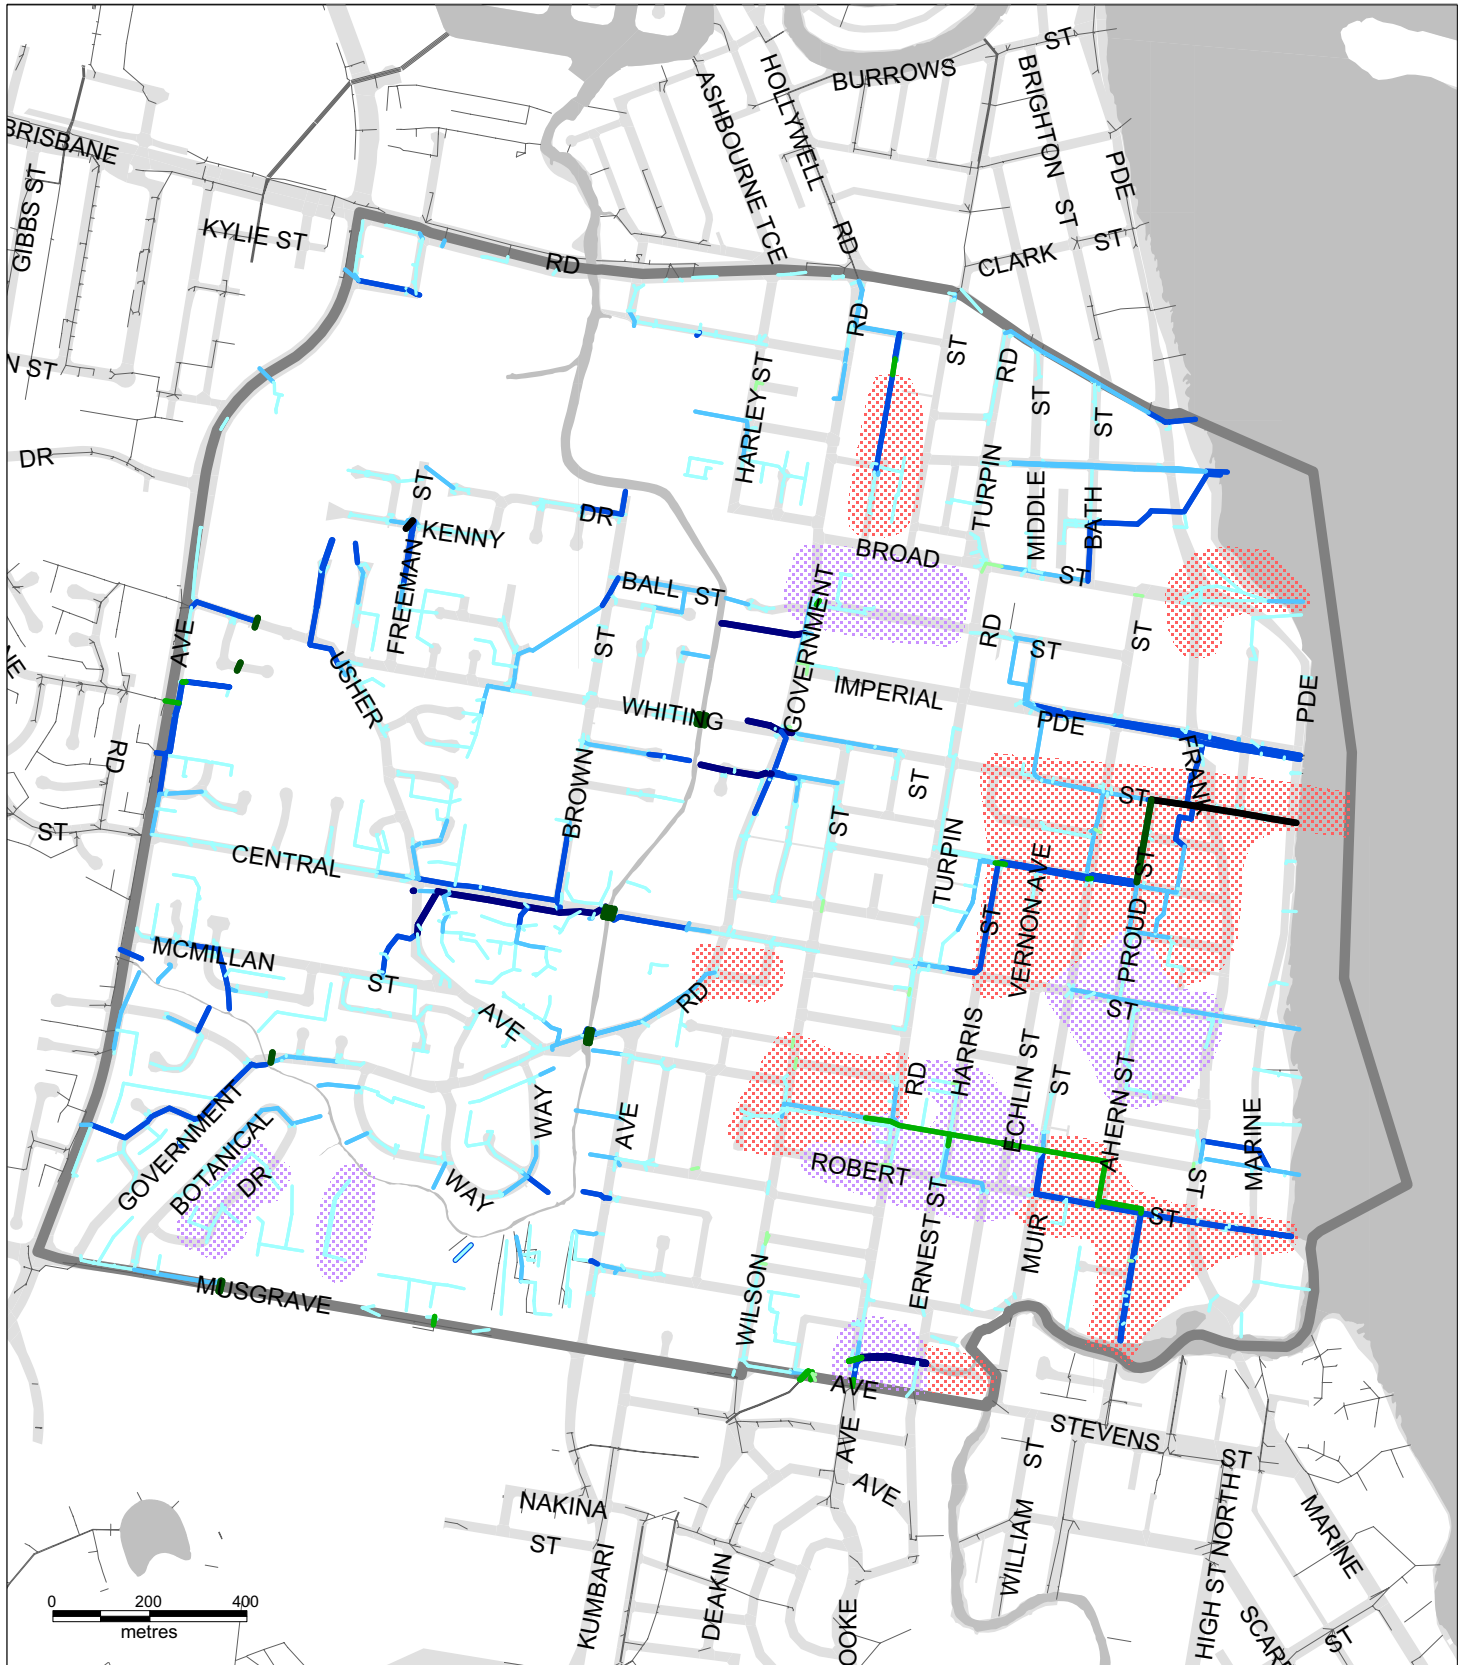 BURROWS
ST
HOLLYWELL
RD
ASHBOURNE TCE
BRIGHTON
ST
PDE
BRISBANE
GIBBS ST
KYLIE ST
RD
CLARK
ST
N ST
DR
HARLEY ST
RD
ST
RD
ST
ST
TURPIN
MIDDLE
BATH
ST
KENNY
DR
FREEMAN
BROAD
ST
BALL
ST
GOVERNMENT
RD
ST
ST
AVE
USHER
ST
WHITING
IMPERIAL
PDE
PDE
FRANK
RD
ST
BROWN
ST
ST
ST
CENTRAL
TURPIN
ST
VERNON AVE
PROUD
ST
MCMILLAN
ST
AVE
RD
ST
HARRIS
ECHLIN ST
ST
AHERN ST
RD
GOVERNMENT
BOTANICAL
DR
WAY
AVE
WAY
ROBERT
ERNEST ST
MUIR
ST
ST
MARINE
MUSGRAVE
WILSON
AVE
AVE
AVE
STEVENS
ST
ST
WILLIAM
HIGH ST NORTH
MARINE
ST
NAKINA
ST
KUMBARI
DEAKIN
OOKE
0 200 400
metres